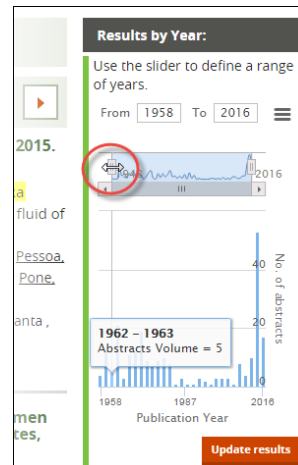 Results by Year:
Use the slider to define a range
of years.
From 1958 To 2016
2015.
1946
2016
a
fluid of
Pessoa,
Pone,
anta ,
men
tes,
40
20
0
No. of abstracts
1962 – 1963
Abstracts Volume = 5
1958 1987 2016
Publication Year
Update results